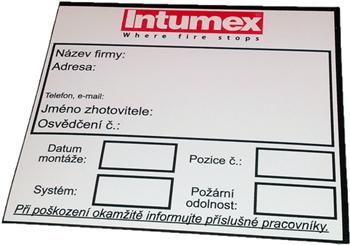 Intumex
Where fire stops
Název firmy:
Adresa:
Telefon, e-mail:
Jméno zhotovitele:
Osvědčení č.:
Datum montáže:
Pozice č.:
Systém:
Požární odolnost:
Při poškození okamžitě informujte příslušné pracovníky.